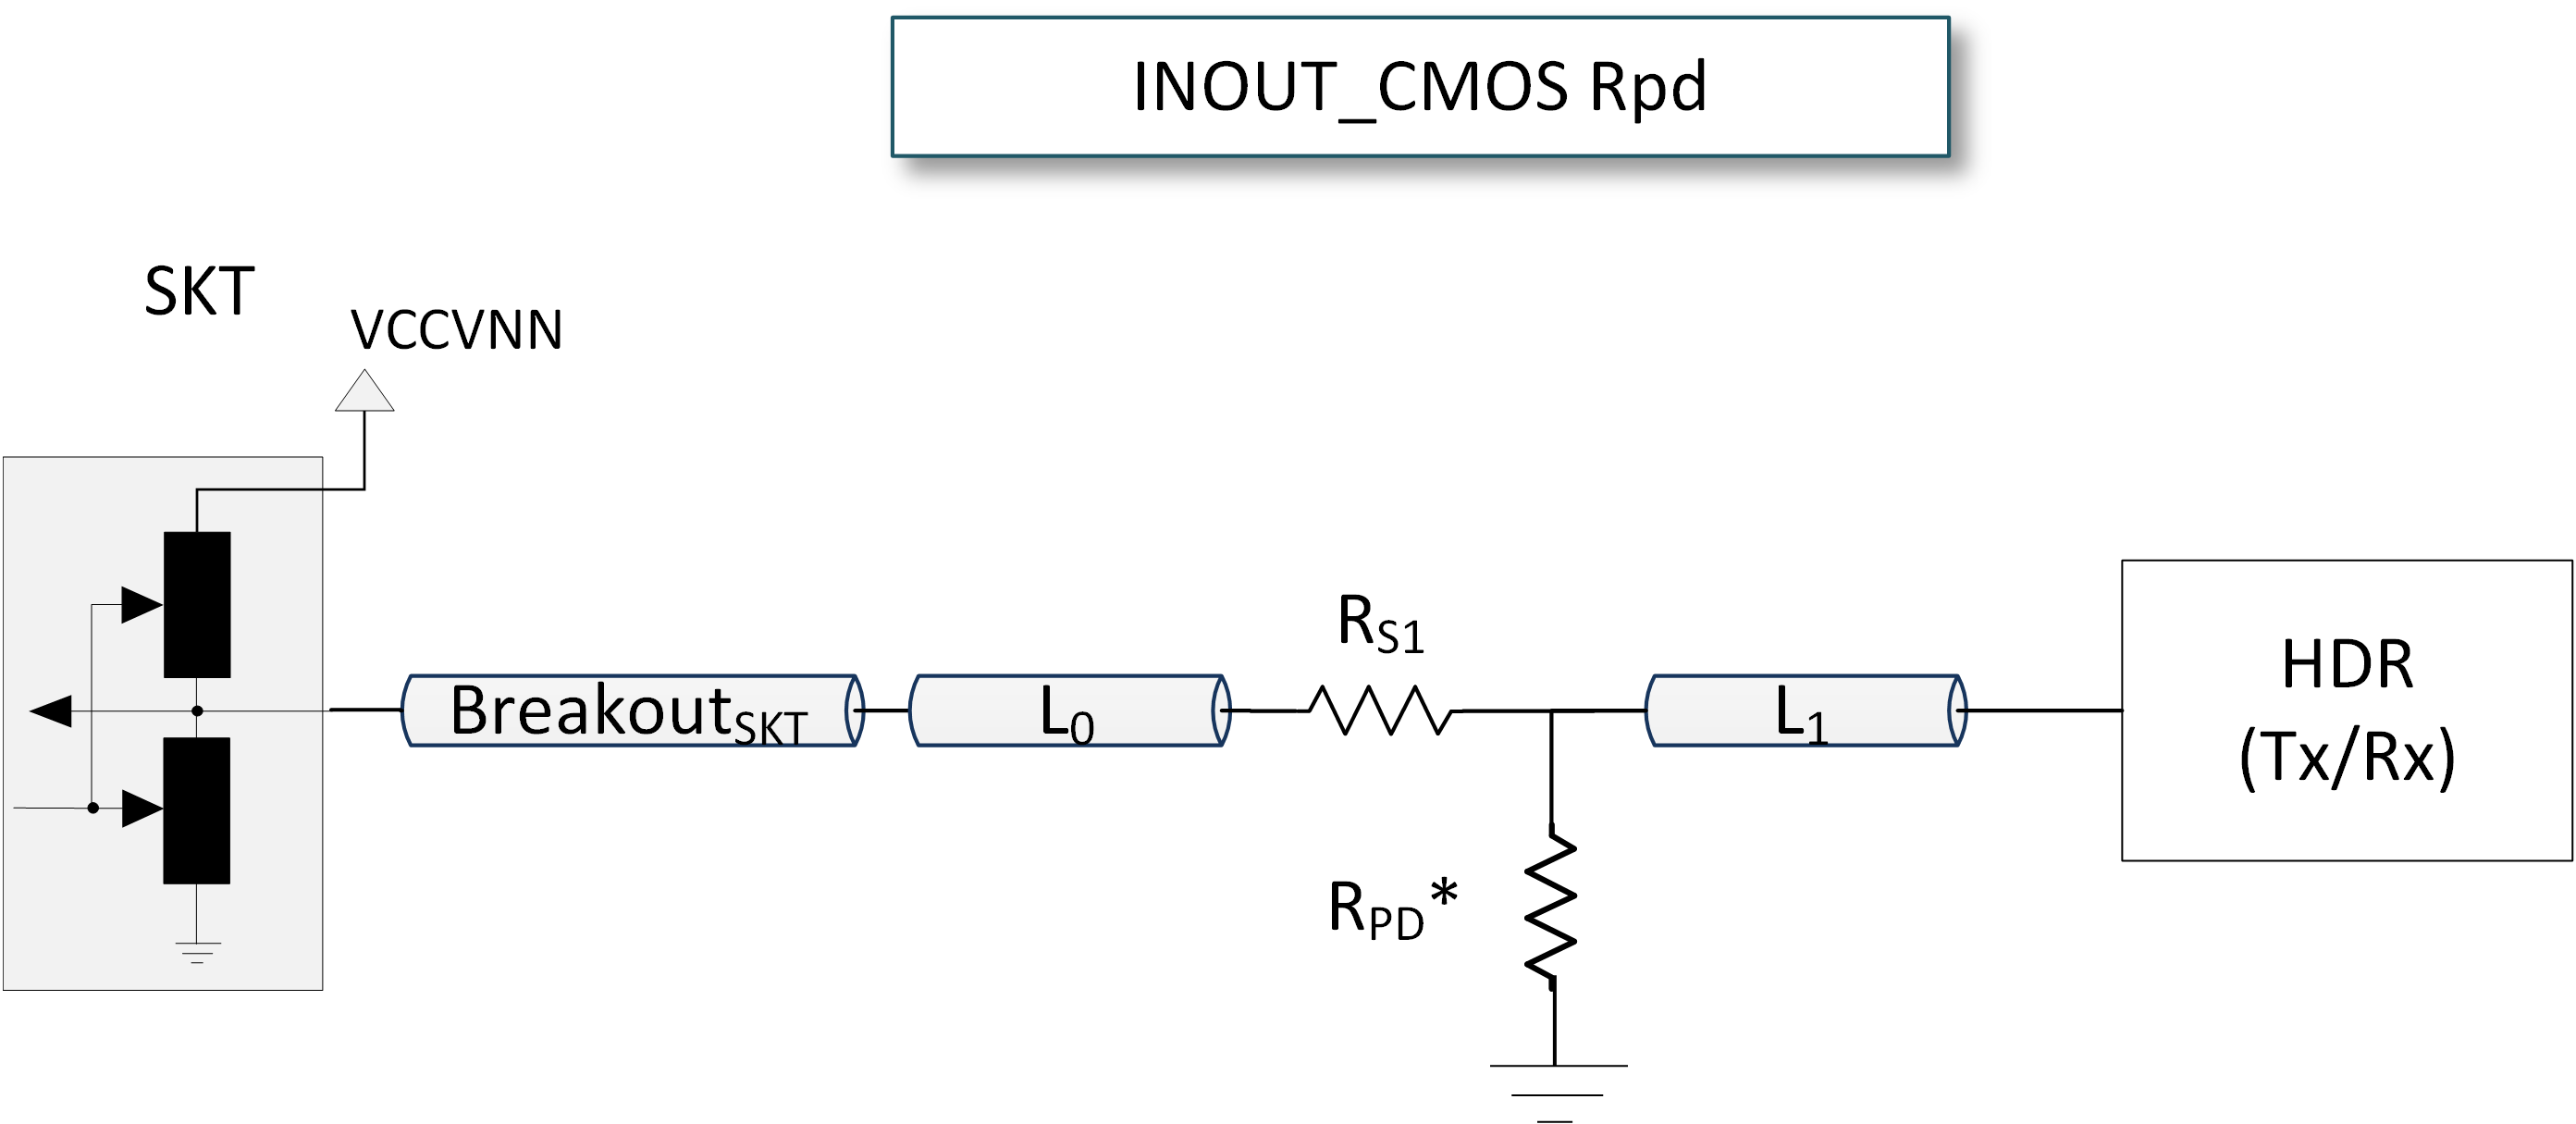 INOUT_CMOS Rpd
SKT
VCCVNN
RS1
BreakoutSKT
L0
L1
HDR
(Tx/Rx)
RPD*